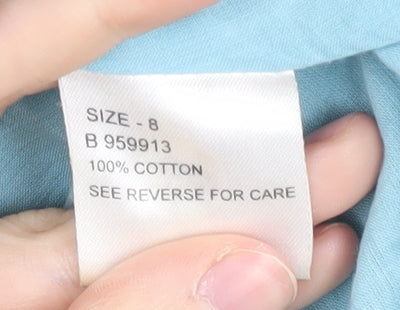 SIZE - 8
B 959913
100% COTTON
SEE REVERSE FOR CARE